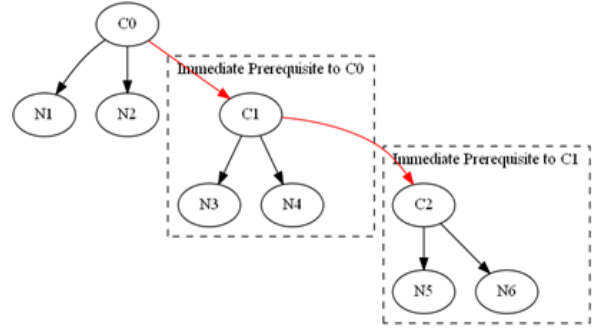 C0
N1
N2
Immediate Prerequisite to C0
C1
N3
N4
Immediate Prerequisite to C1
C2
N5
N6